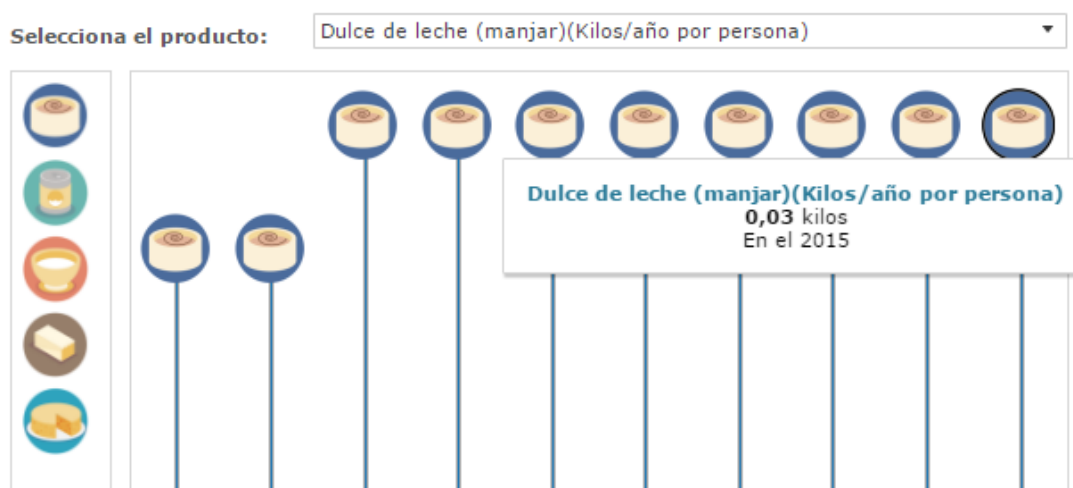 Selecciona el producto:
Dulce de leche (manjar)(Kilos/año por persona)
Dulce de leche (manjar)(Kilos/año por persona)
0,03 kilos
En el 2015